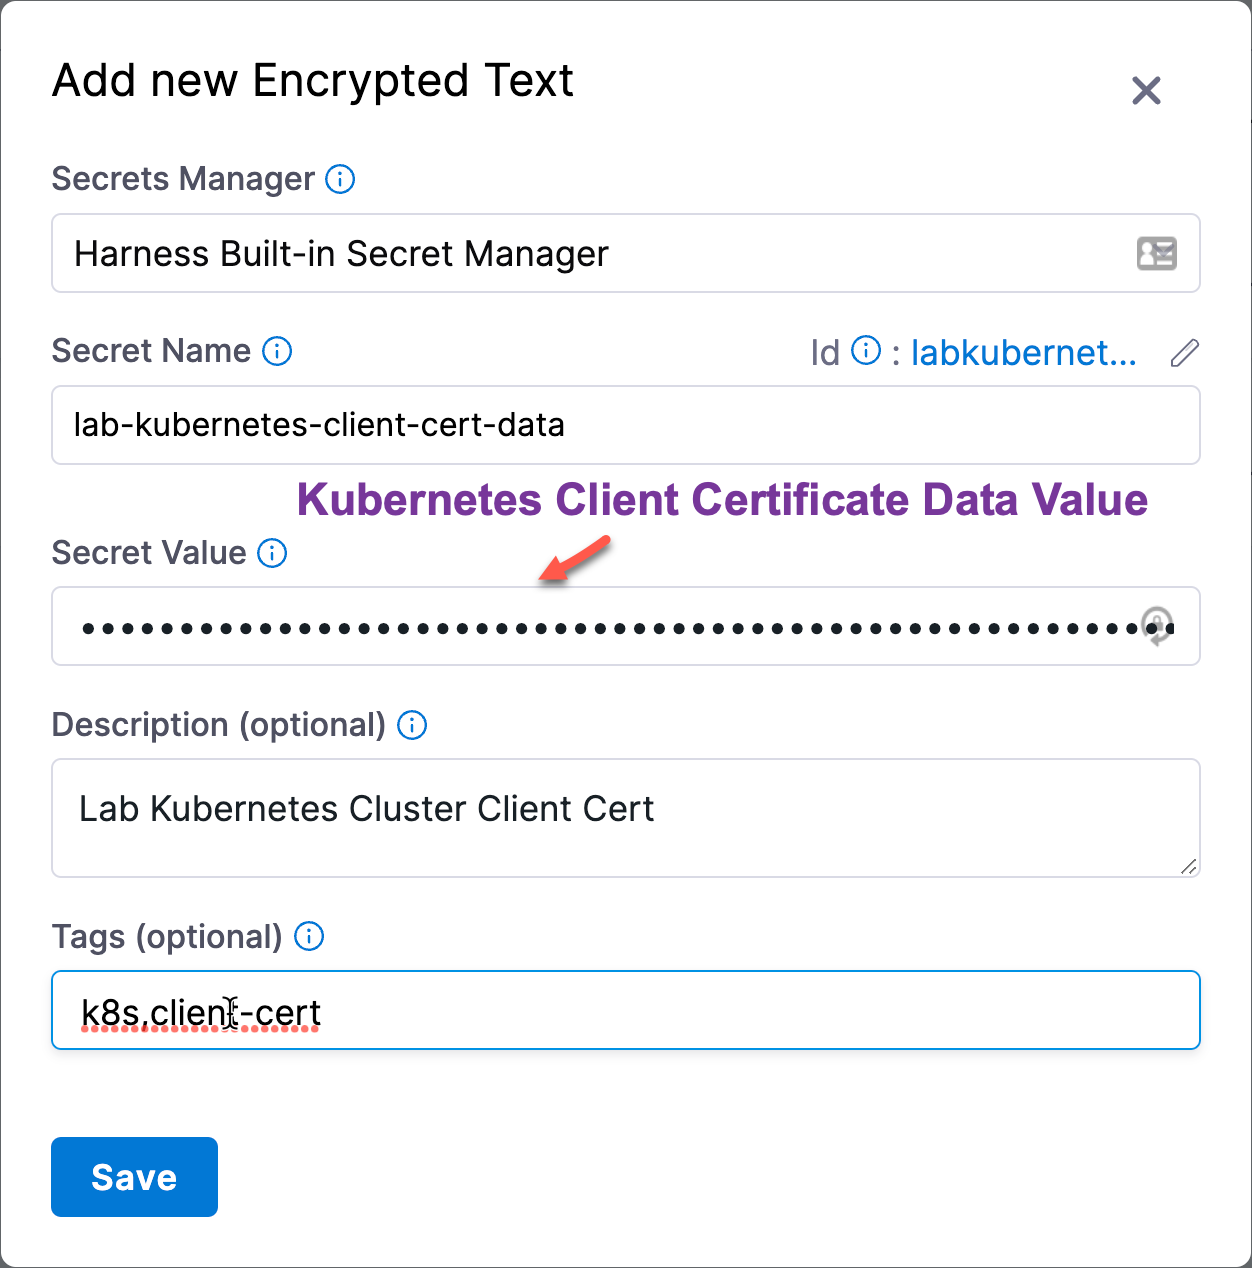 Add new Encrypted Text
Secrets Manager
Harness Built-in Secret Manager
Secret Name
Id : labkubernet...
lab-kubernetes-client-cert-data
Kubernetes Client Certificate Data Value
Secret Value
Description (optional)
Lab Kubernetes Cluster Client Cert
Tags (optional)
k8s,client-cert
Save